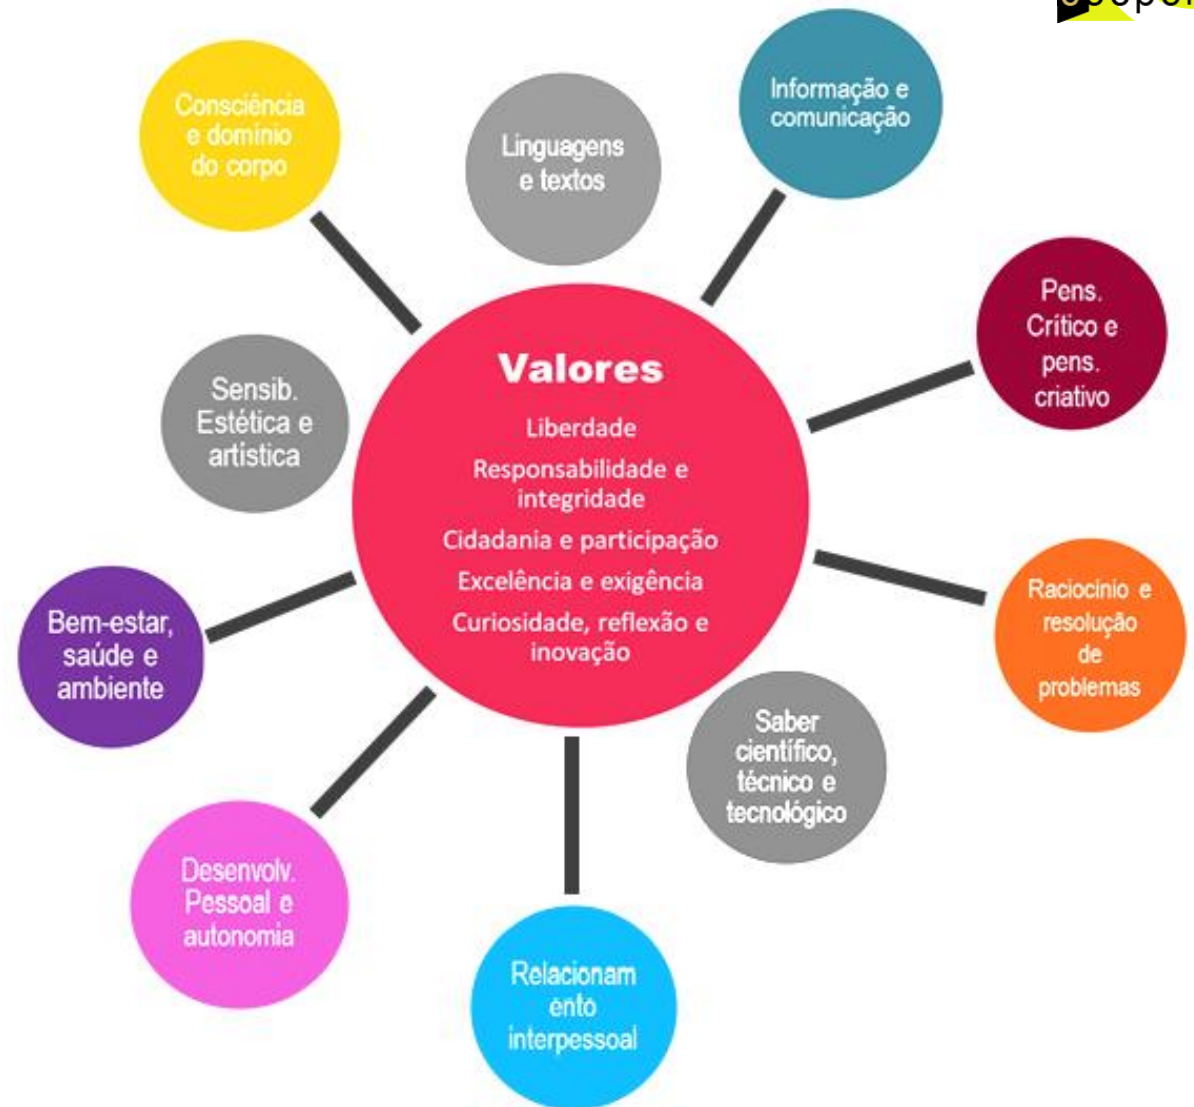 Consciência
e domínio
do corpo
Linguagens
e textos
Informação e
comunicação
Pens.
Crítico e
pens.
criativo
Sensib.
Estética e
artística
Valores
Liberdade
Responsabilidade e
integridade
Cidadania e participação
Excelência e exigência
Curiosidade, reflexão e
inovação
Bem-estar,
saúde e
ambiente
Raciocínio e
resolução
de
problemas
Saber
científico,
técnico e
tecnológico
Desenvolv.
Pessoal e
autonomia
Relacionam
ento
interpessoal